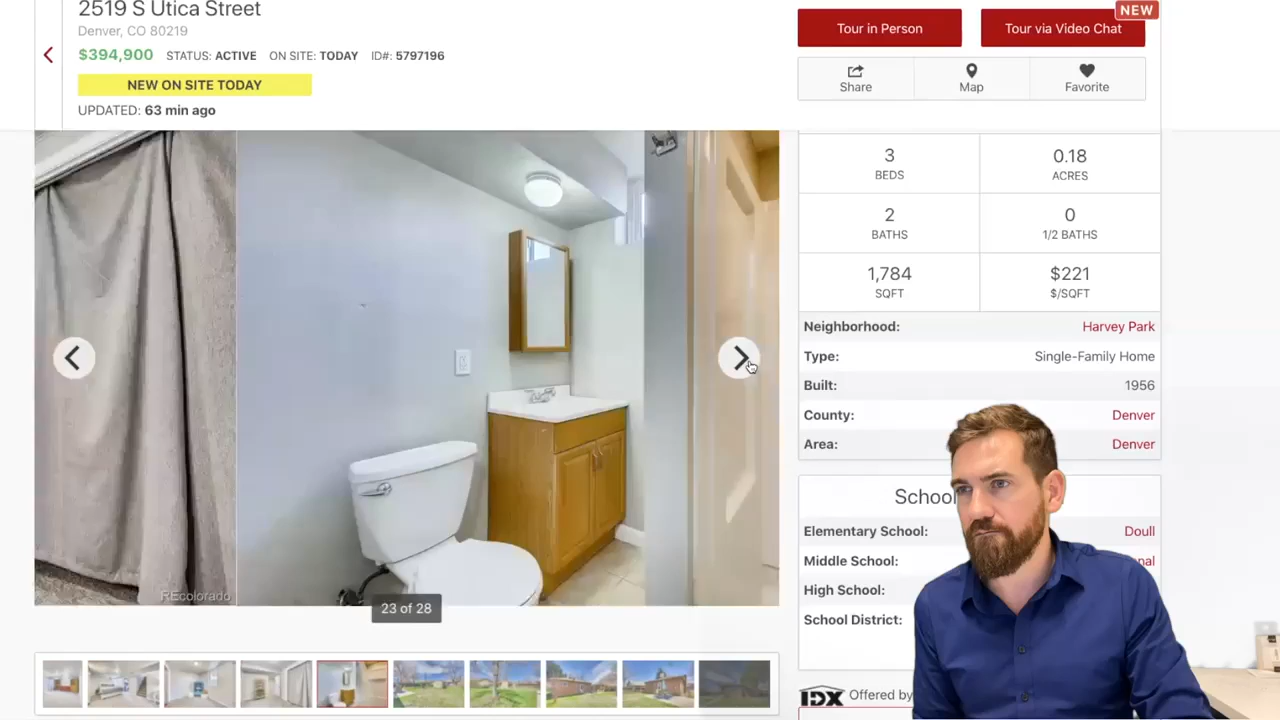 2519 S Utica Street
Denver, CO 80219
$394,900 STATUS: ACTIVE ON SITE: TODAY ID#: 5797196
NEW ON SITE TODAY
UPDATED: 63 min ago
NEW
Tour in Person
Tour via Video Chat
Share
Map
Favorite
3
BEDS
0.18
ACRES
2
BATHS
0
1/2 BATHS
1,784
SQFT
$221
$/SQFT
Neighborhood: Harvey Park
Type: Single-Family Home
Built: 1956
County: Denver
Area: Denver
School
Elementary School: Doull
Middle School: nal
High School:
School District:
IDX Offered by
REcolorado
23 of 28